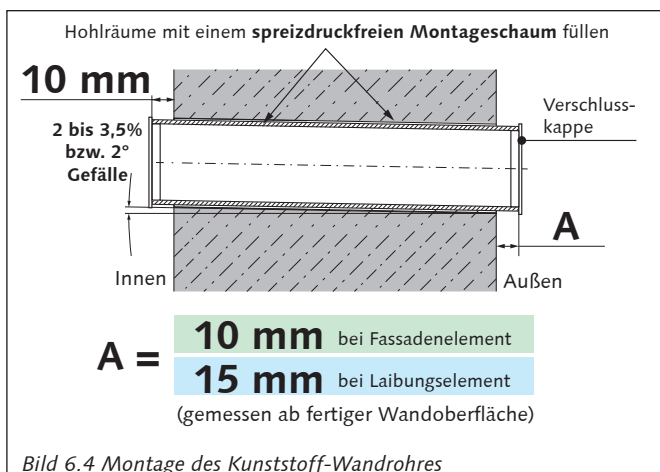 Hohlräume mit einem spreizdruckfreien Montageschaum füllen
10 mm
Verschluss-
kappe
2 bis 3,5%
bzw. 2°
Gefälle
A
Innen
Außen
A =
10 mm bei Fassadenelement
15 mm bei Laibungselement
(gemessen ab fertiger Wandoberfläche)
Bild 6.4 Montage des Kunststoff-Wandrohres